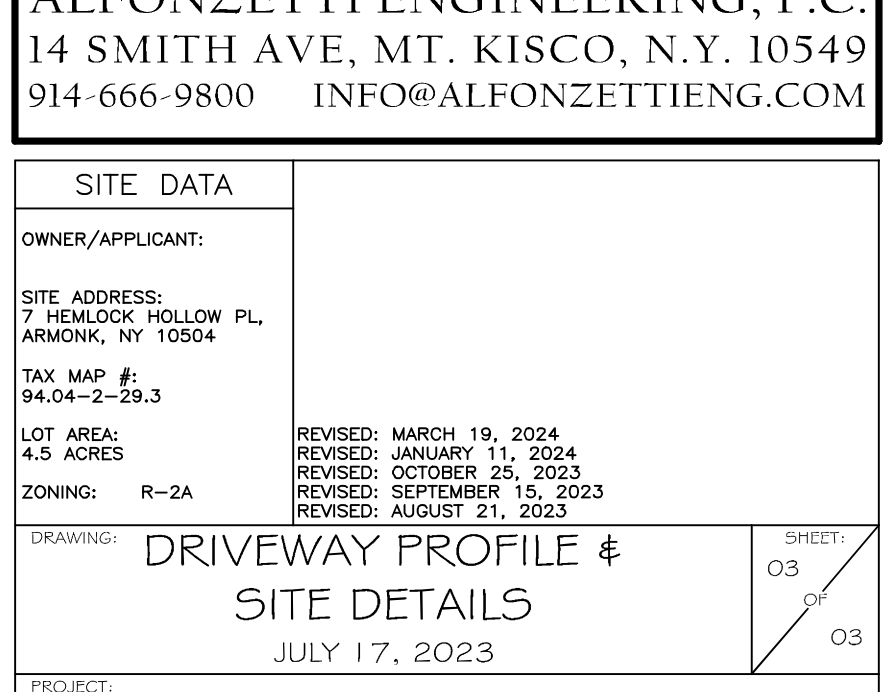 ALFONZETTI ENGINEERING, P.C.
14 SMITH AVE, MT. KISCO, N.Y. 10549
914-666-9800 INFO@ALFONZETTIENG.COM
SITE DATA
OWNER/APPLICANT:
SITE ADDRESS:
7 HEMLOCK HOLLOW PL,
ARMONK, NY 10504
TAX MAP #:
94.04-2-29.3
LOT AREA:
4.5 ACRES
ZONING: R-2A
REVISED: MARCH 19, 2024
REVISED: JANUARY 11, 2024
REVISED: OCTOBER 25, 2023
REVISED: SEPTEMBER 15, 2023
REVISED: AUGUST 21, 2023
DRAWING:
DRIVEWAY PROFILE &
SITE DETAILS
JULY 17, 2023
SHEET:
03
OF
03
PROJECT: